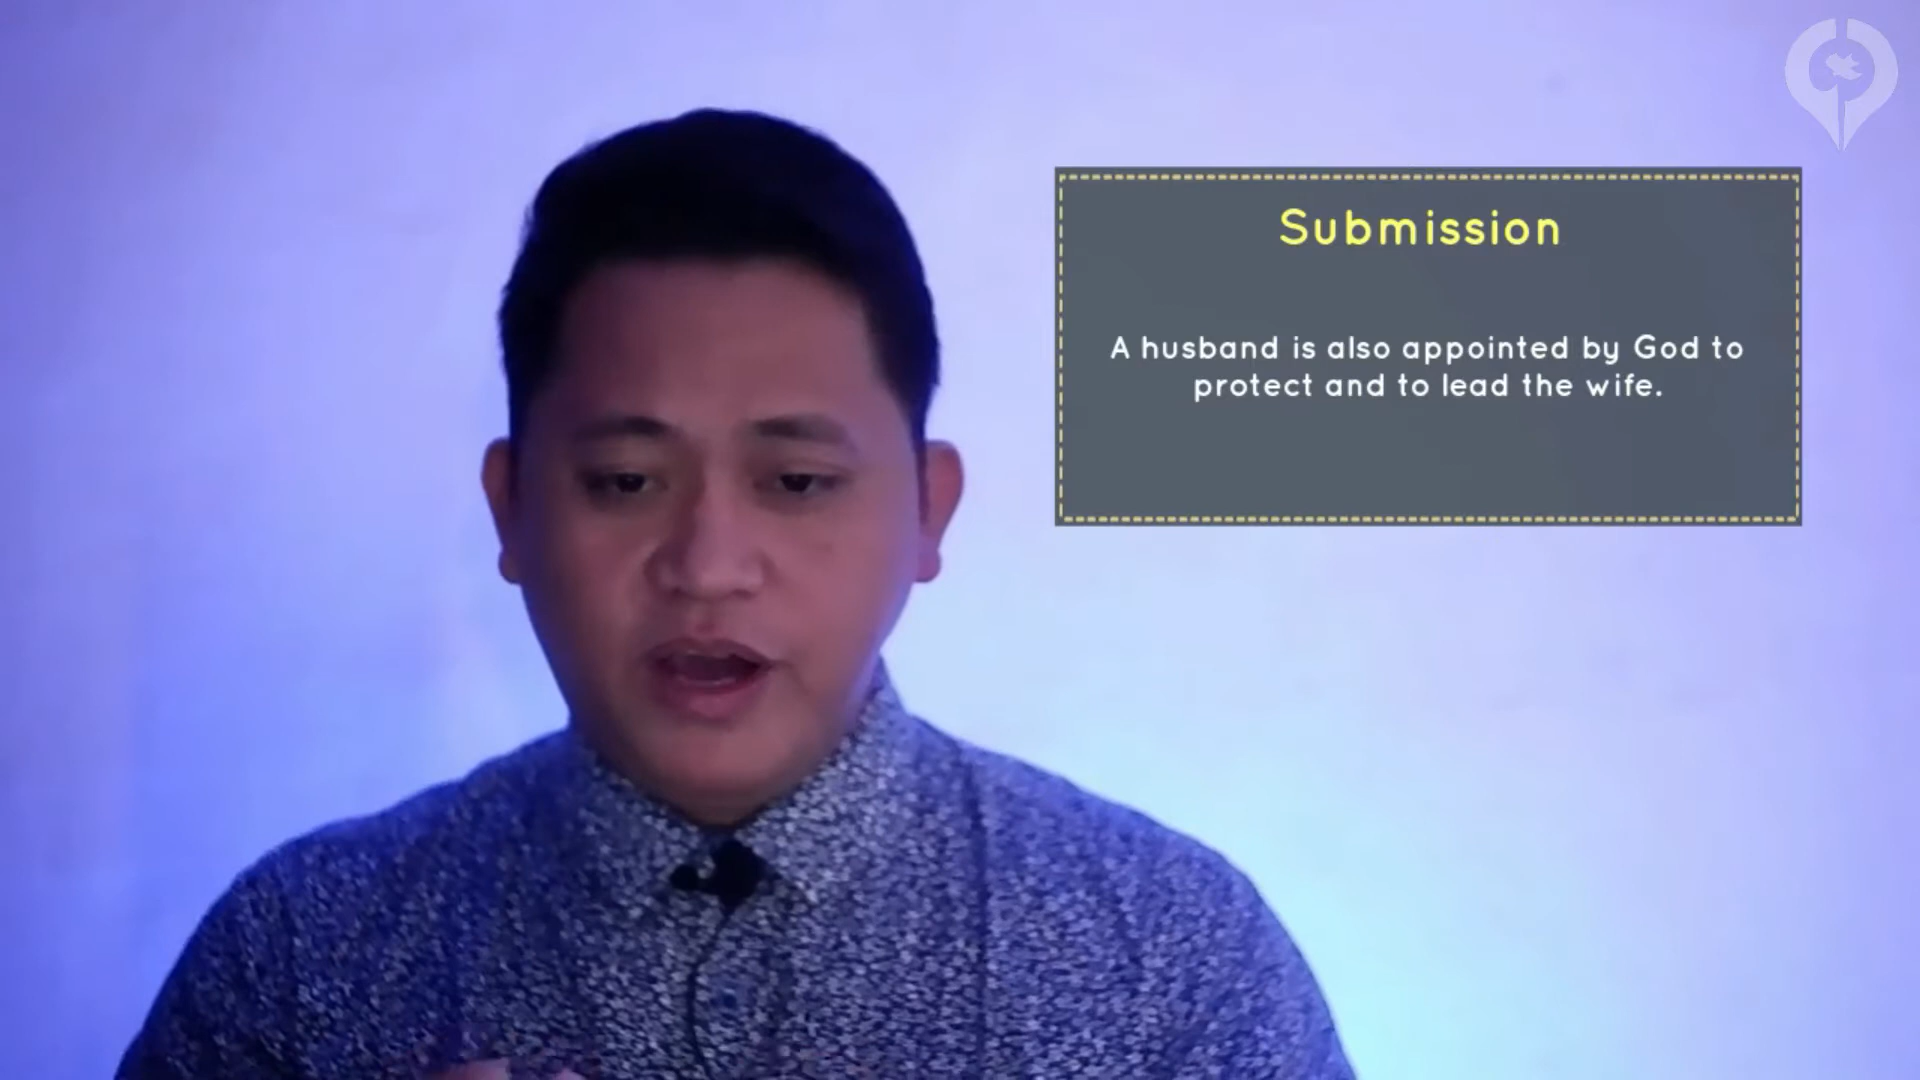 Submission
A husband is also appointed by God to
protect and to lead the wife.